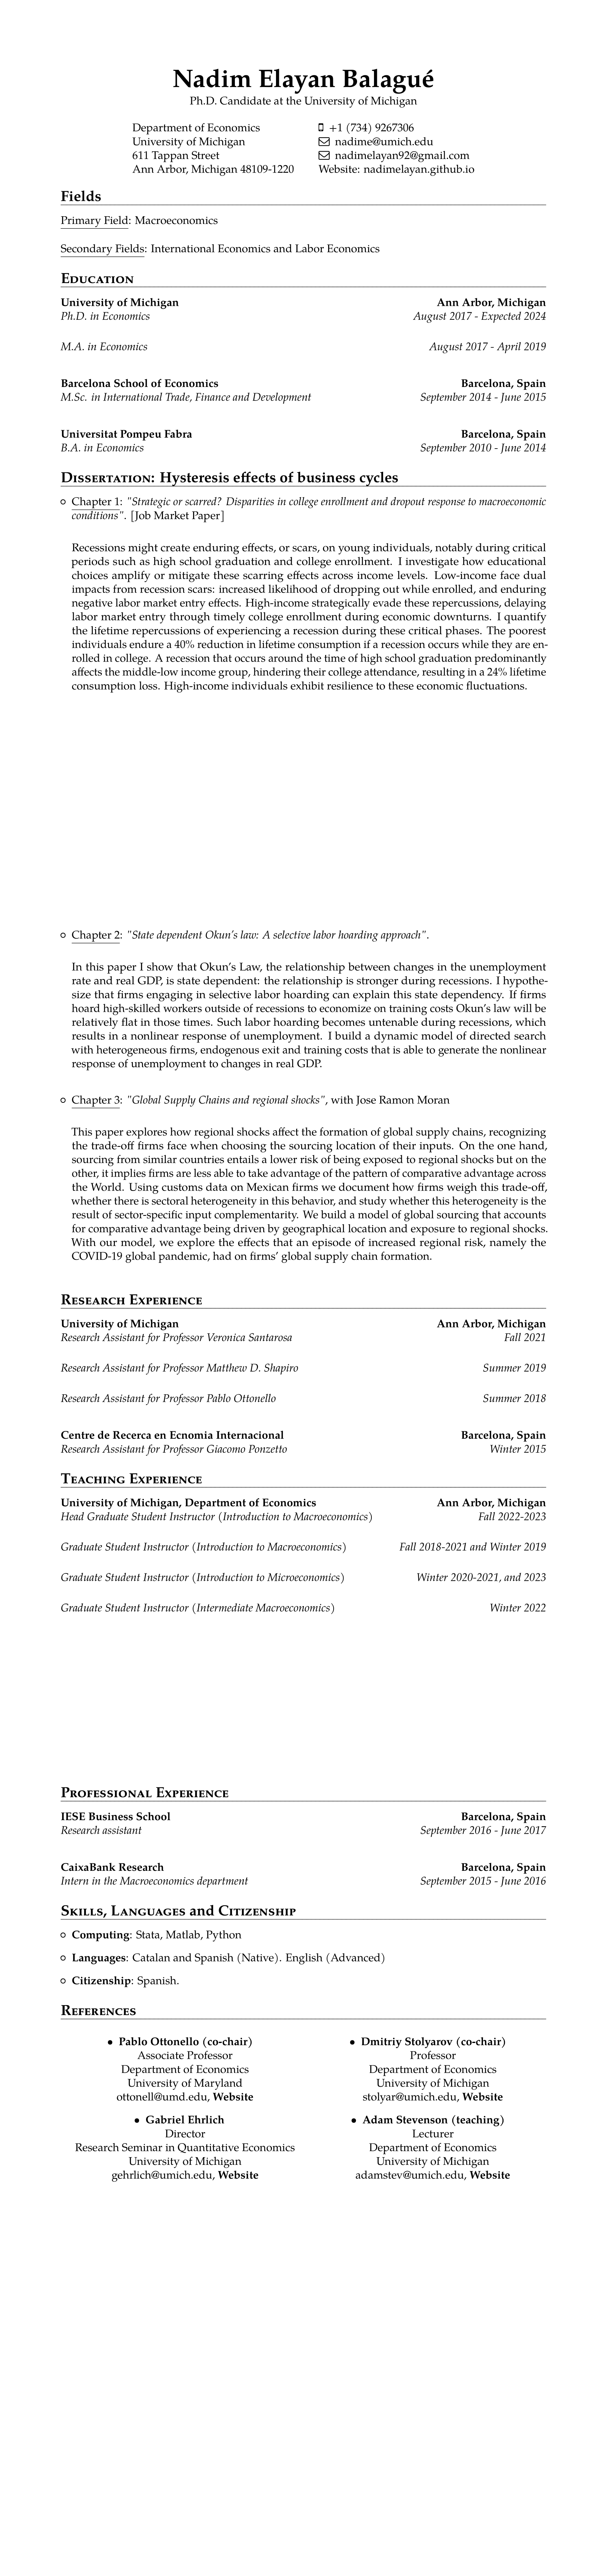 Nadim Elayan Balagué
Ph.D. Candidate at the University of Michigan
Department of Economics
University of Michigan
611 Tappan Street
Ann Arbor, Michigan 48109-1220
+1 (734) 9267306
nadime@umich.edu
nadimelayan92@gmail.com
Website: nadimelayan.github.io
Fields
Primary Field: Macroeconomics
Secondary Fields: International Economics and Labor Economics
Education
University of Michigan Ann Arbor, Michigan
Ph.D. in Economics August 2017 - Expected 2024
M.A. in Economics August 2017 - April 2019
Barcelona School of Economics Barcelona, Spain
M.Sc. in International Trade, Finance and Development September 2014 - June 2015
Universitat Pompeu Fabra Barcelona, Spain
B.A. in Economics September 2010 - June 2014
Dissertation: Hysteresis effects of business cycles
Chapter 1: "Strategic or scarred? Disparities in college enrollment and dropout response to macroeconomic
conditions". [Job Market Paper]
Recessions might create enduring effects, or scars, on young individuals, notably during critical
periods such as high school graduation and college enrollment. I investigate how educational
choices amplify or mitigate these scarring effects across income levels. Low-income face dual
impacts from recession scars: increased likelihood of dropping out while enrolled, and enduring
negative labor market entry effects. High-income strategically evade these repercussions, delaying
labor market entry through timely college enrollment during economic downturns. I quantify
the lifetime repercussions of experiencing a recession during these critical phases. The poorest
individuals endure a 40% reduction in lifetime consumption if a recession occurs while they are en-
rolled in college. A recession that occurs around the time of high school graduation predominantly
affects the middle-low income group, hindering their college attendance, resulting in a 24% lifetime
consumption loss. High-income individuals exhibit resilience to these economic fluctuations.
Chapter 2: "State dependent Okun's law: A selective labor hoarding approach".
In this paper I show that Okun's Law, the relationship between changes in the unemployment
rate and real GDP, is state dependent: the relationship is stronger during recessions. I hypothe-
size that firms engaging in selective labor hoarding can explain this state dependency. If firms
hoard high-skilled workers outside of recessions to economize on training costs Okun's law will be
relatively flat in those times. Such labor hoarding becomes untenable during recessions, which
results in a nonlinear response of unemployment. I build a dynamic model of directed search
with heterogeneous firms, endogenous exit and training costs that is able to generate the nonlinear
response of unemployment to changes in real GDP.
Chapter 3: "Global Supply Chains and regional shocks", with Jose Ramon Moran
This paper explores how regional shocks affect the formation of global supply chains, recognizing
the trade-off firms face when choosing the sourcing location of their inputs. On the one hand,
sourcing from similar countries entails a lower risk of being exposed to regional shocks but on the
other, it implies firms are less able to take advantage of the pattern of comparative advantage across
the World. Using customs data on Mexican firms we document how firms weigh this trade-off,
whether there is sectoral heterogeneity in this behavior, and study whether this heterogeneity is the
result of sector-specific input complementarity. We build a model of global sourcing that accounts
for comparative advantage being driven by geographical location and exposure to regional shocks.
With our model, we explore the effects that an episode of increased regional risk, namely the
COVID-19 global pandemic, had on firms' global supply chain formation.
Research Experience
University of Michigan Ann Arbor, Michigan
Research Assistant for Professor Veronica Santarosa Fall 2021
Research Assistant for Professor Matthew D. Shapiro Summer 2019
Research Assistant for Professor Pablo Ottonello Summer 2018
Centre de Recerca en Ecnomia Internacional Barcelona, Spain
Research Assistant for Professor Giacomo Ponzetto Winter 2015
Teaching Experience
University of Michigan, Department of Economics Ann Arbor, Michigan
Head Graduate Student Instructor (Introduction to Macroeconomics) Fall 2022-2023
Graduate Student Instructor (Introduction to Macroeconomics) Fall 2018-2021 and Winter 2019
Graduate Student Instructor (Introduction to Microeconomics) Winter 2020-2021, and 2023
Graduate Student Instructor (Intermediate Macroeconomics) Winter 2022
Professional Experience
IESE Business School Barcelona, Spain
Research assistant September 2016 - June 2017
CaixaBank Research Barcelona, Spain
Intern in the Macroeconomics department September 2015 - June 2016
Skills, Languages and Citizenship
Computing: Stata, Matlab, Python
Languages: Catalan and Spanish (Native). English (Advanced)
Citizenship: Spanish.
References
• Pablo Ottonello (co-chair)
Associate Professor
Department of Economics
University of Maryland
ottonell@umd.edu, Website
• Dmitriy Stolyarov (co-chair)
Professor
Department of Economics
University of Michigan
stolyar@umich.edu, Website
• Gabriel Ehrlich
Director
Research Seminar in Quantitative Economics
University of Michigan
gehrlich@umich.edu, Website
• Adam Stevenson (teaching)
Lecturer
Department of Economics
University of Michigan
adamstev@umich.edu, Website